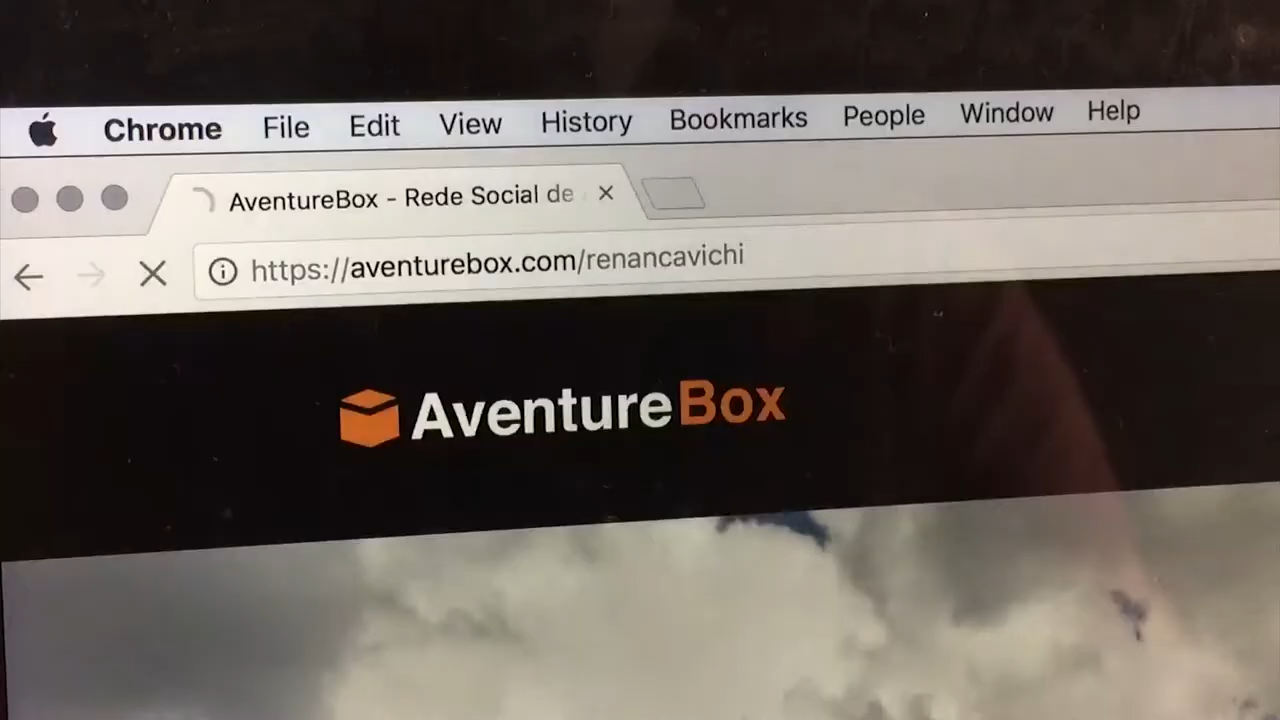 Chrome File Edit View History Bookmarks People Window Help
AventureBox - Rede Social de
https://aventurebox.com/renancavichi
AventureBox